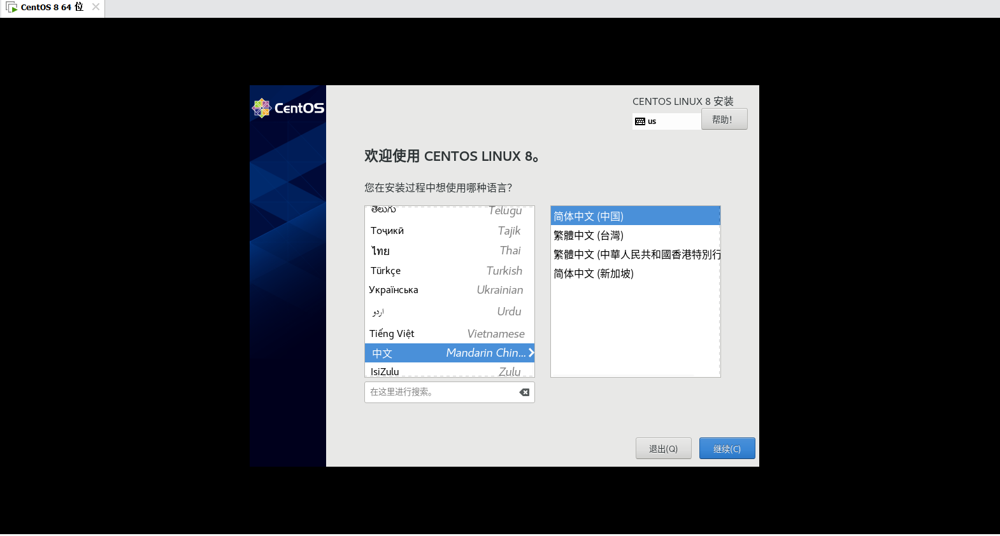 CentOS 8 64 位
CentOS
CENTOS LINUX 8 安装
us
帮助!
欢迎使用 CENTOS LINUX 8。
您在安装过程中想使用哪种语言?
తెలుగు Telugu
Тоҷикӣ Tajik
ไทย Thai
Türkçe Turkish
Українська Ukrainian
اردو Urdu
Tiếng Việt Vietnamese
中文 Mandarin Chin...
IsiZulu Zulu
简体中文 (中国)
繁體中文 (台灣)
繁體中文 (中華人民共和國香港特別行
简体中文 (新加坡)
在这里进行搜索。
退出(Q)
继续(C)